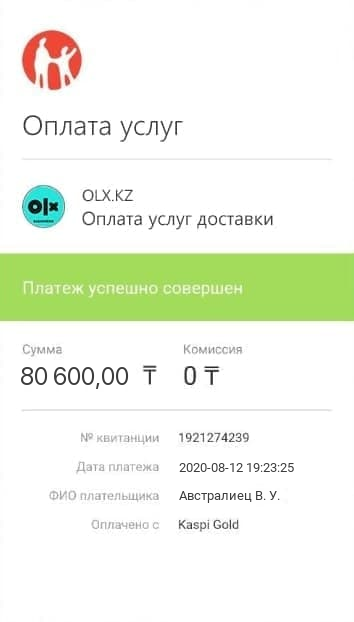 Оплата услуг
olx
OLX.KZ
Оплата услуг доставки
Платеж успешно совершен
Сумма Комиссия
80 600,00 ₸ 0 ₸
№ квитанции 1921274239
Дата платежа 2020-08-12 19:23:25
ФИО плательщика Австралиец В. У.
Оплачено с Kaspi Gold